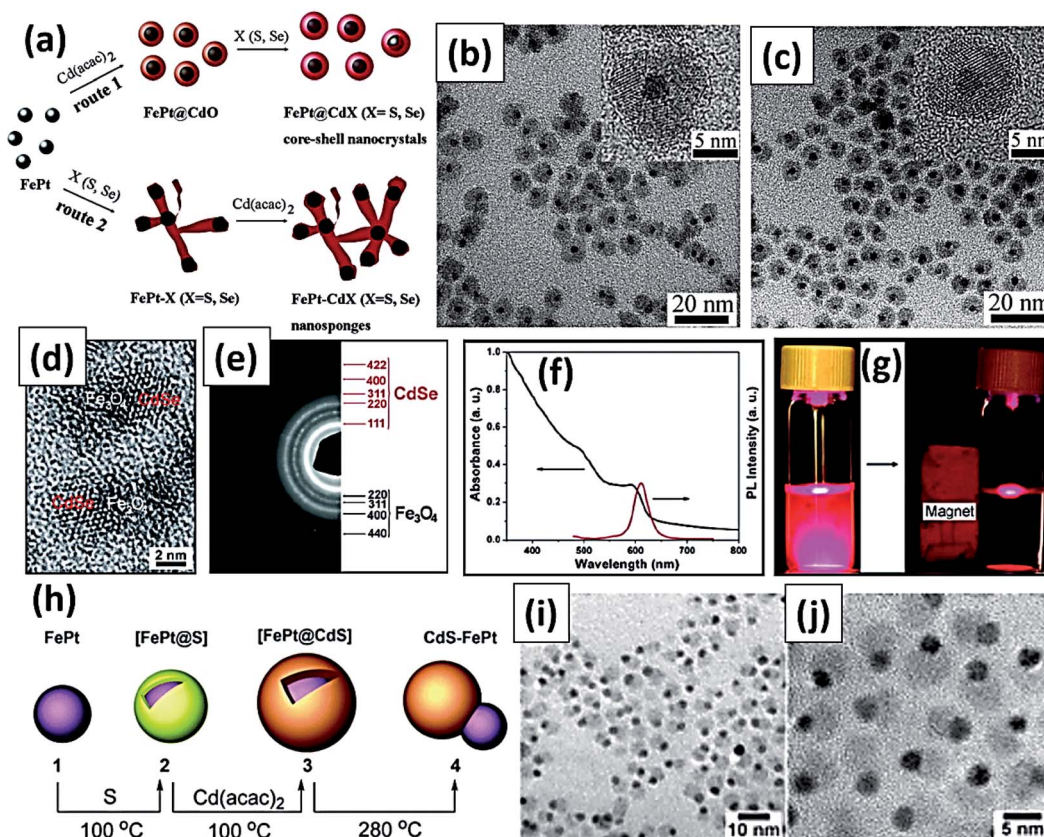 (a)
Cd(acac)2
route 1
X (S, Se)
FePt@CdO
FePt@CdX (X= S, Se)
core-shell nanocrystals
FePt
X (S, Se)
route 2
Cd(acac)2
FePt-X (X=S, Se)
FePt-CdX (X=S, Se)
nanosponges
(b)
5 nm
20 nm
(c)
5 nm
20 nm
(d)
Fe3O4 CdSe
CdSe Fe3O4
2 nm
(e)
422
400
311
220
111
CdSe
220
311
400
440
Fe3O4
(f)
Absorbance (a. u.)
1.0
0.8
0.6
0.4
0.2
0.0
400 500 600 700 800
Wavelength (nm)
PL Intensity (a. u.)
(g)
Magnet
(h)
FePt [FePt@S] [FePt@CdS] CdS-FePt
1 2 3 4
S Cd(acac)2
100 °C 100 °C 280 °C
(i)
10 nm
(j)
5 nm